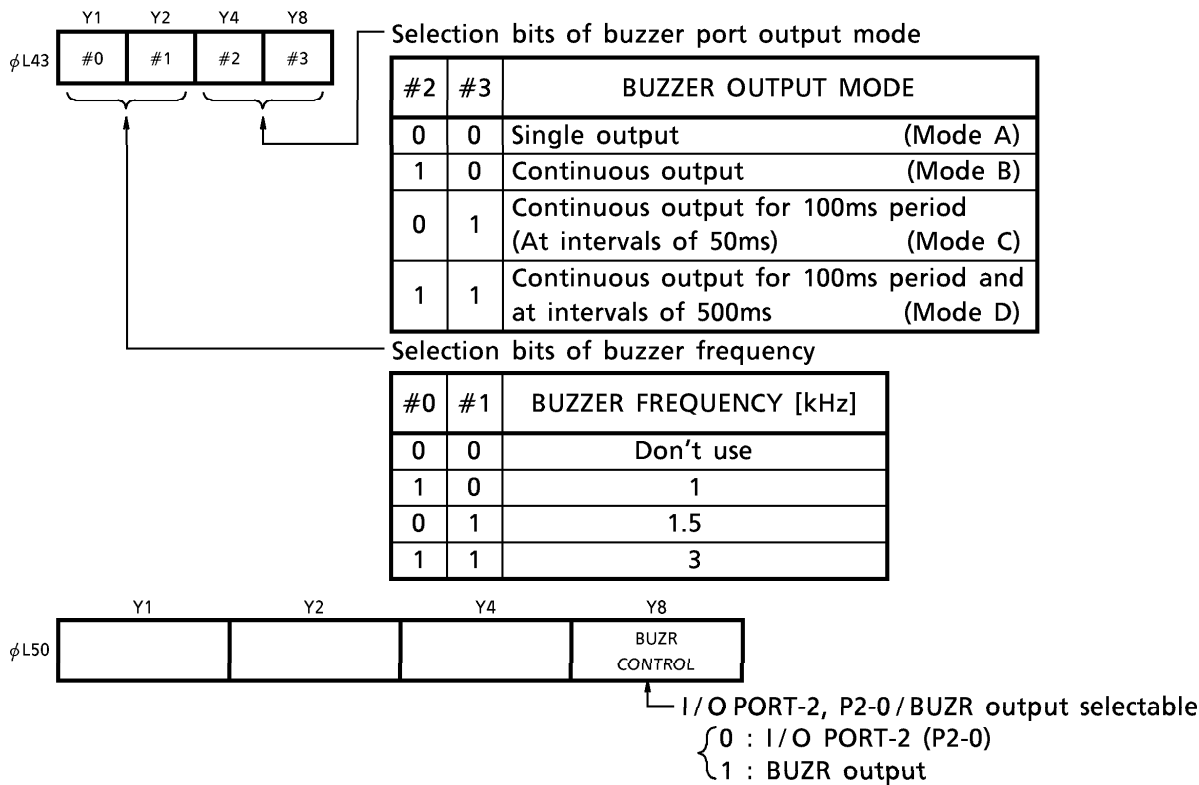 Y1 Y2 Y4 Y8
φL43 #0 #1 #2 #3
Selection bits of buzzer port output mode
#2 #3 BUZZER OUTPUT MODE
0 0 Single output (Mode A)
1 0 Continuous output (Mode B)
0 1 Continuous output for 100ms period
(At intervals of 50ms) (Mode C)
1 1 Continuous output for 100ms period and
at intervals of 500ms (Mode D)
Selection bits of buzzer frequency
#0 #1 BUZZER FREQUENCY [kHz]
0 0 Don't use
1 0 1
0 1 1.5
1 1 3
Y1 Y2 Y4 Y8
φL50 BUZR
CONTROL
I/O PORT-2, P2-0/BUZR output selectable
0 : I/O PORT-2 (P2-0)
1 : BUZR output